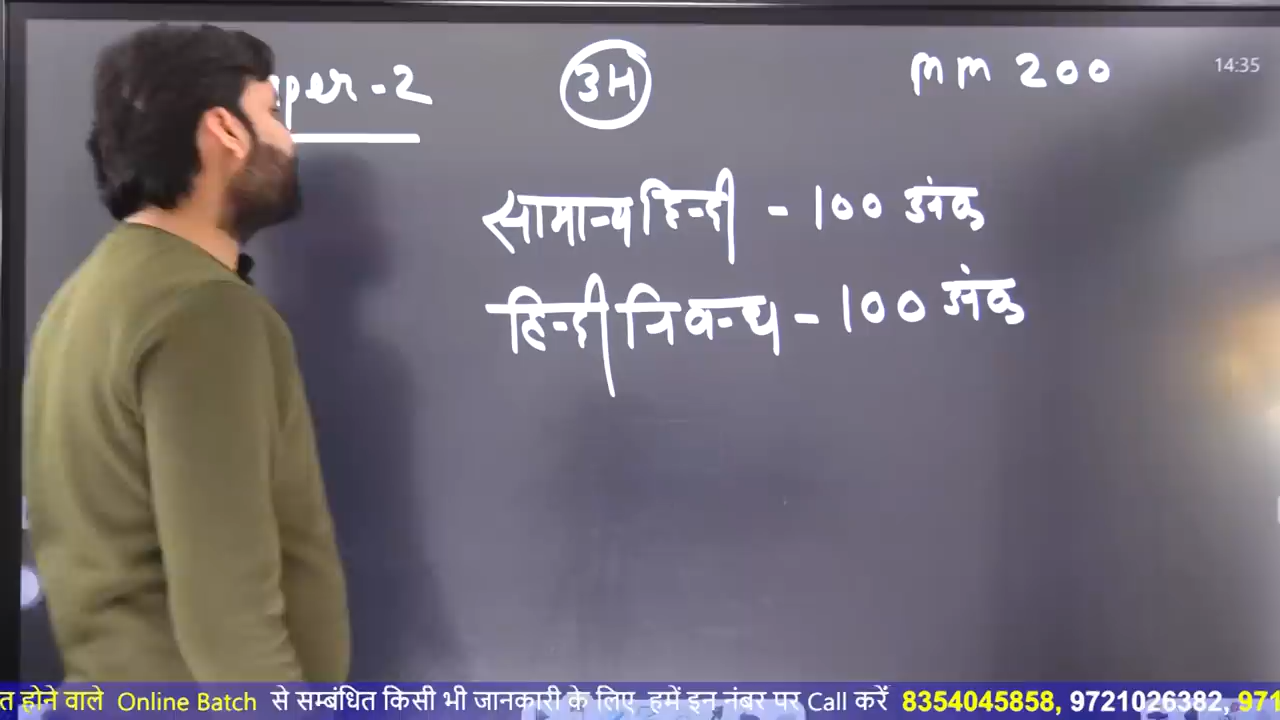 Paper-2 3H MM 200 14:35
सामान्य हिन्दी - 100 अंक
हिन्दी निबन्ध - 100 अंक
त होने वाले Online Batch से सम्बंधित किसी भी जानकारी के लिए हमें इन नंबर पर Call करें 8354045858, 9721026382, 971